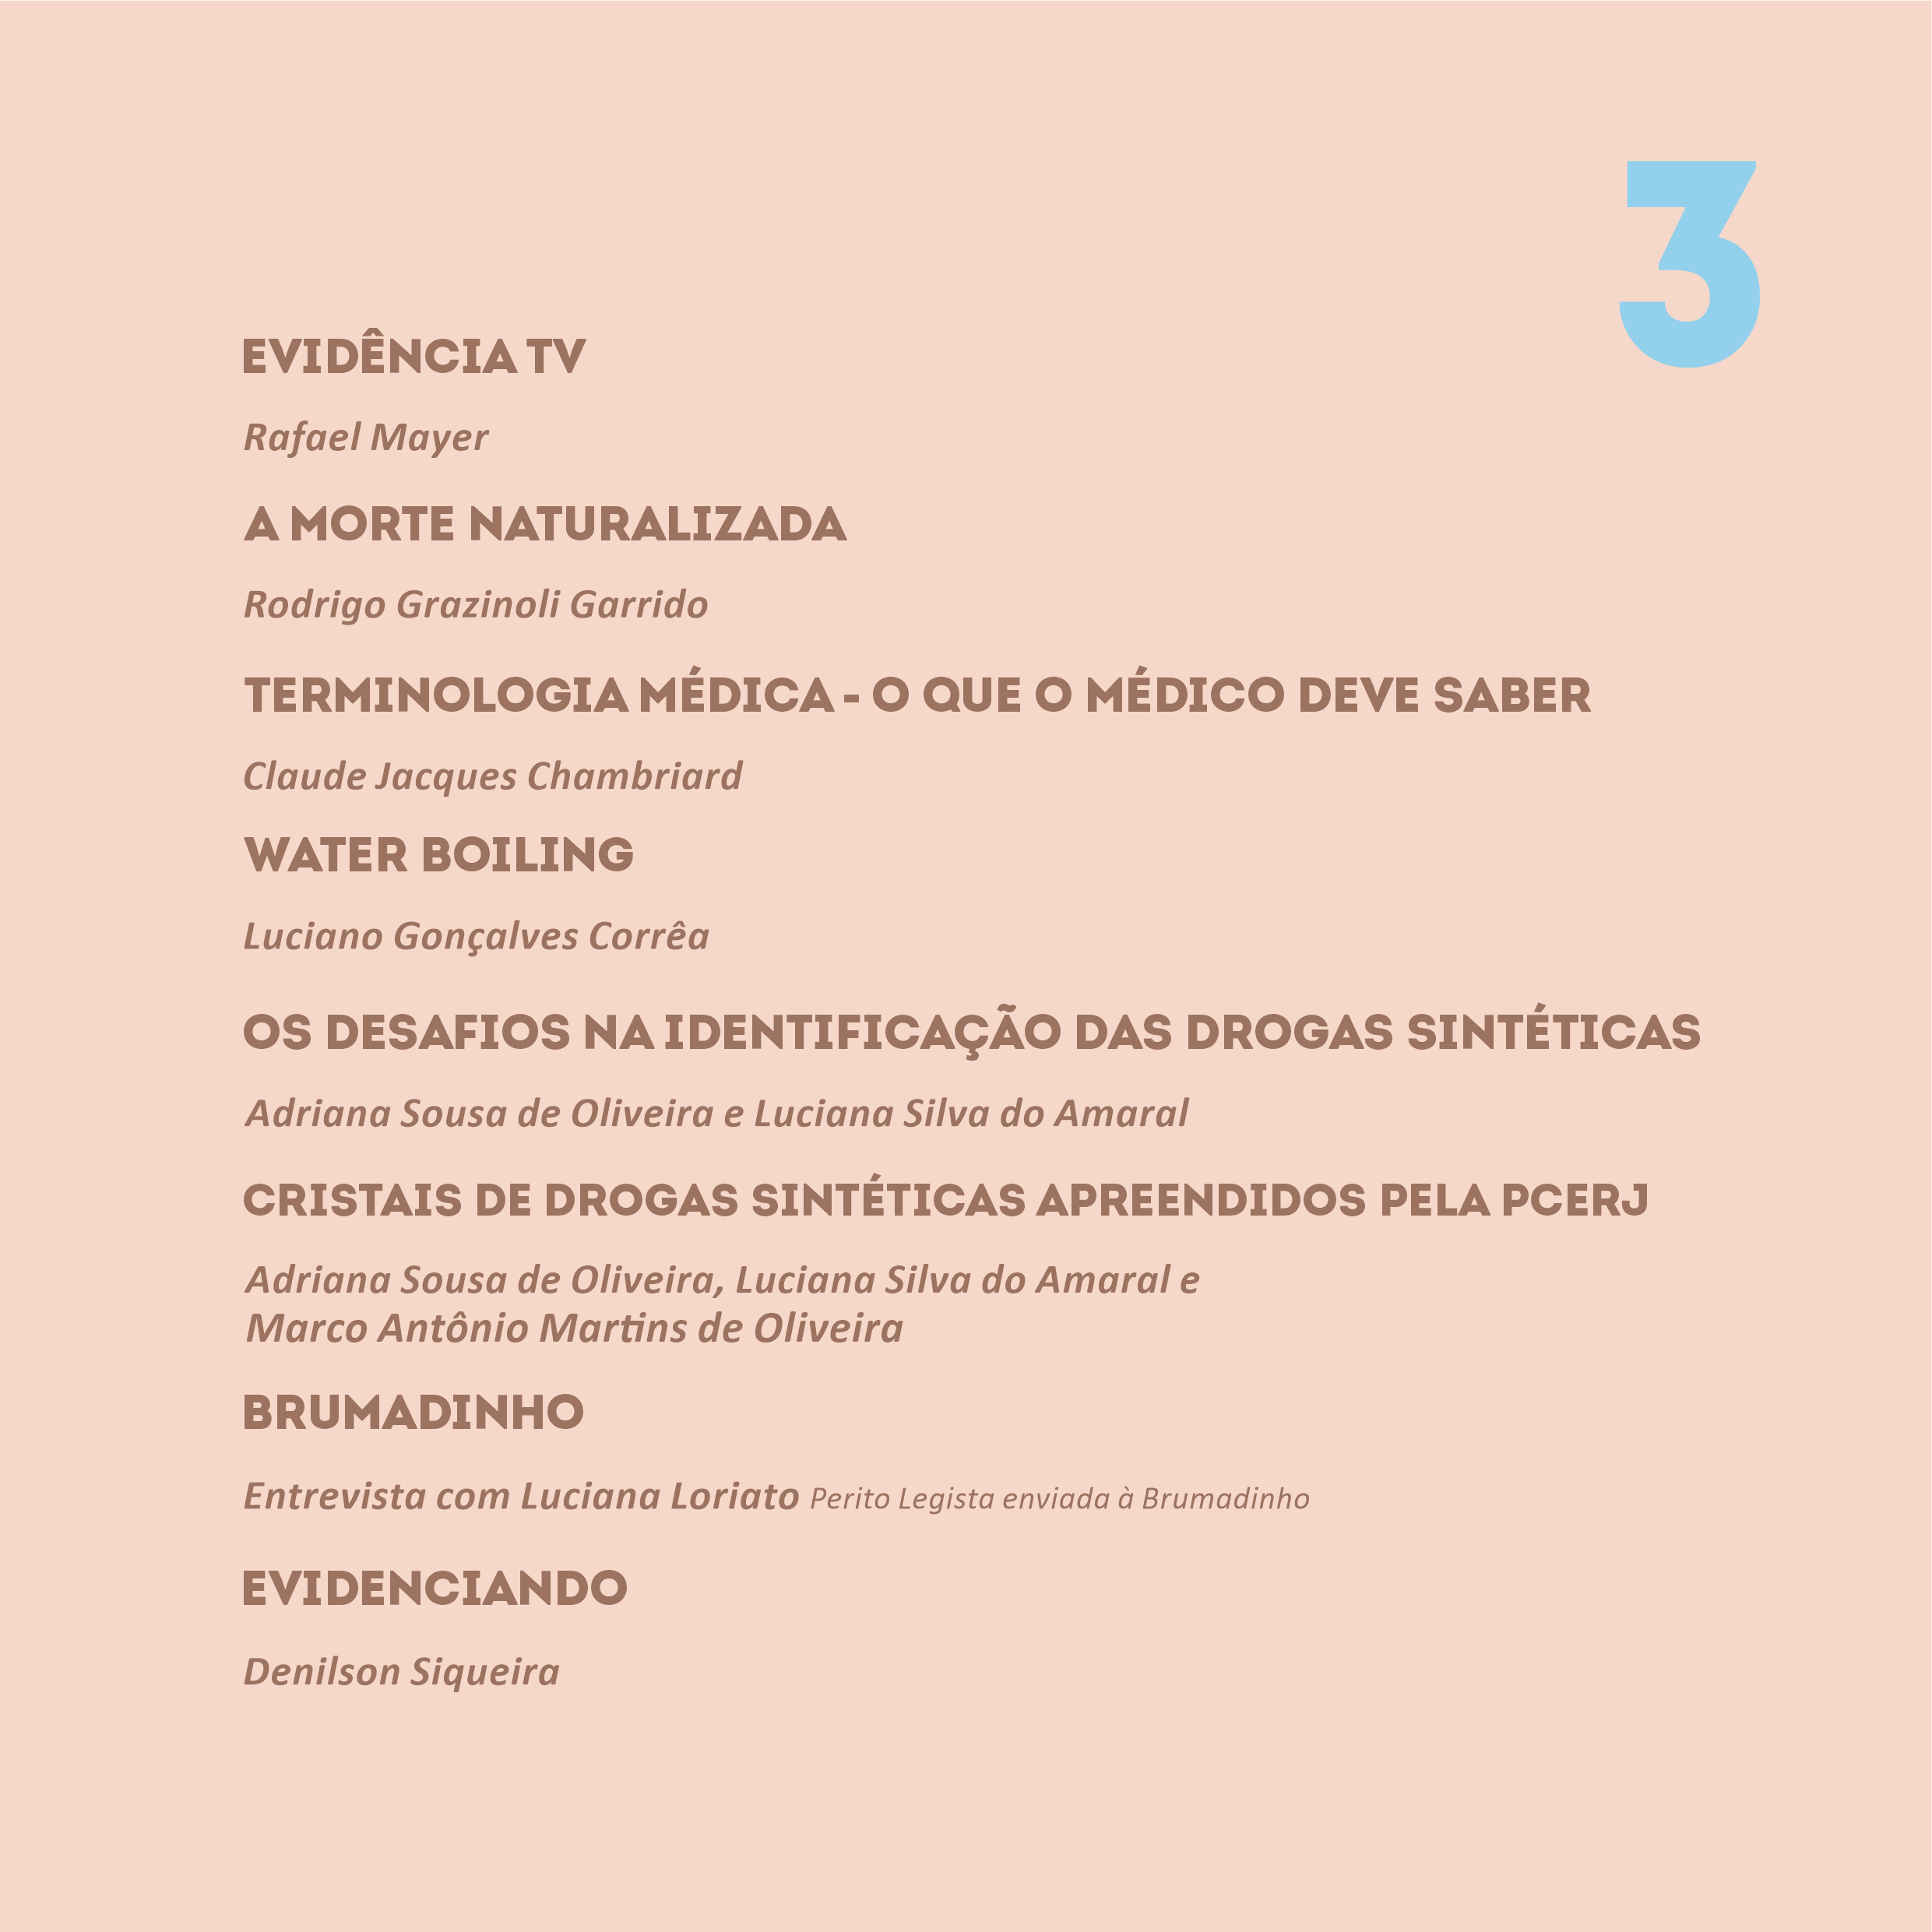 3
EVIDÊNCIA TV
Rafael Mayer
A MORTE NATURALIZADA
Rodrigo Grazinoli Garrido
TERMINOLOGIA MÉDICA - O QUE O MÉDICO DEVE SABER
Claude Jacques Chambriard
WATER BOILING
Luciano Gonçalves Corrêa
OS DESAFIOS NA IDENTIFICAÇÃO DAS DROGAS SINTÉTICAS
Adriana Sousa de Oliveira e Luciana Silva do Amaral
CRISTAIS DE DROGAS SINTÉTICAS APREENDIDOS PELA PCERJ
Adriana Sousa de Oliveira, Luciana Silva do Amaral e
Marco Antônio Martins de Oliveira
BRUMADINHO
Entrevista com Luciana Loriato Perito Legista enviada à Brumadinho
EVIDENCIANDO
Denilson Siqueira